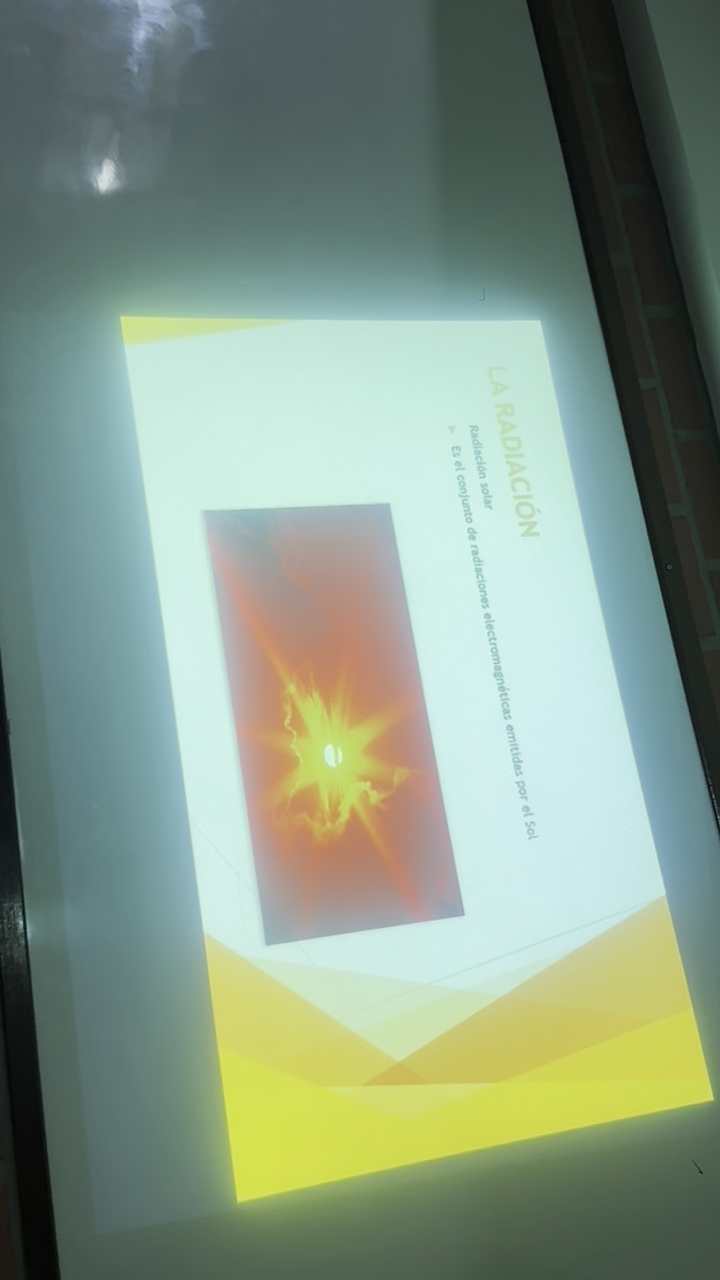 LA RADIACIÓN
Radiación solar
Es el conjunto de radiaciones electromagnéticas emitidas por el Sol